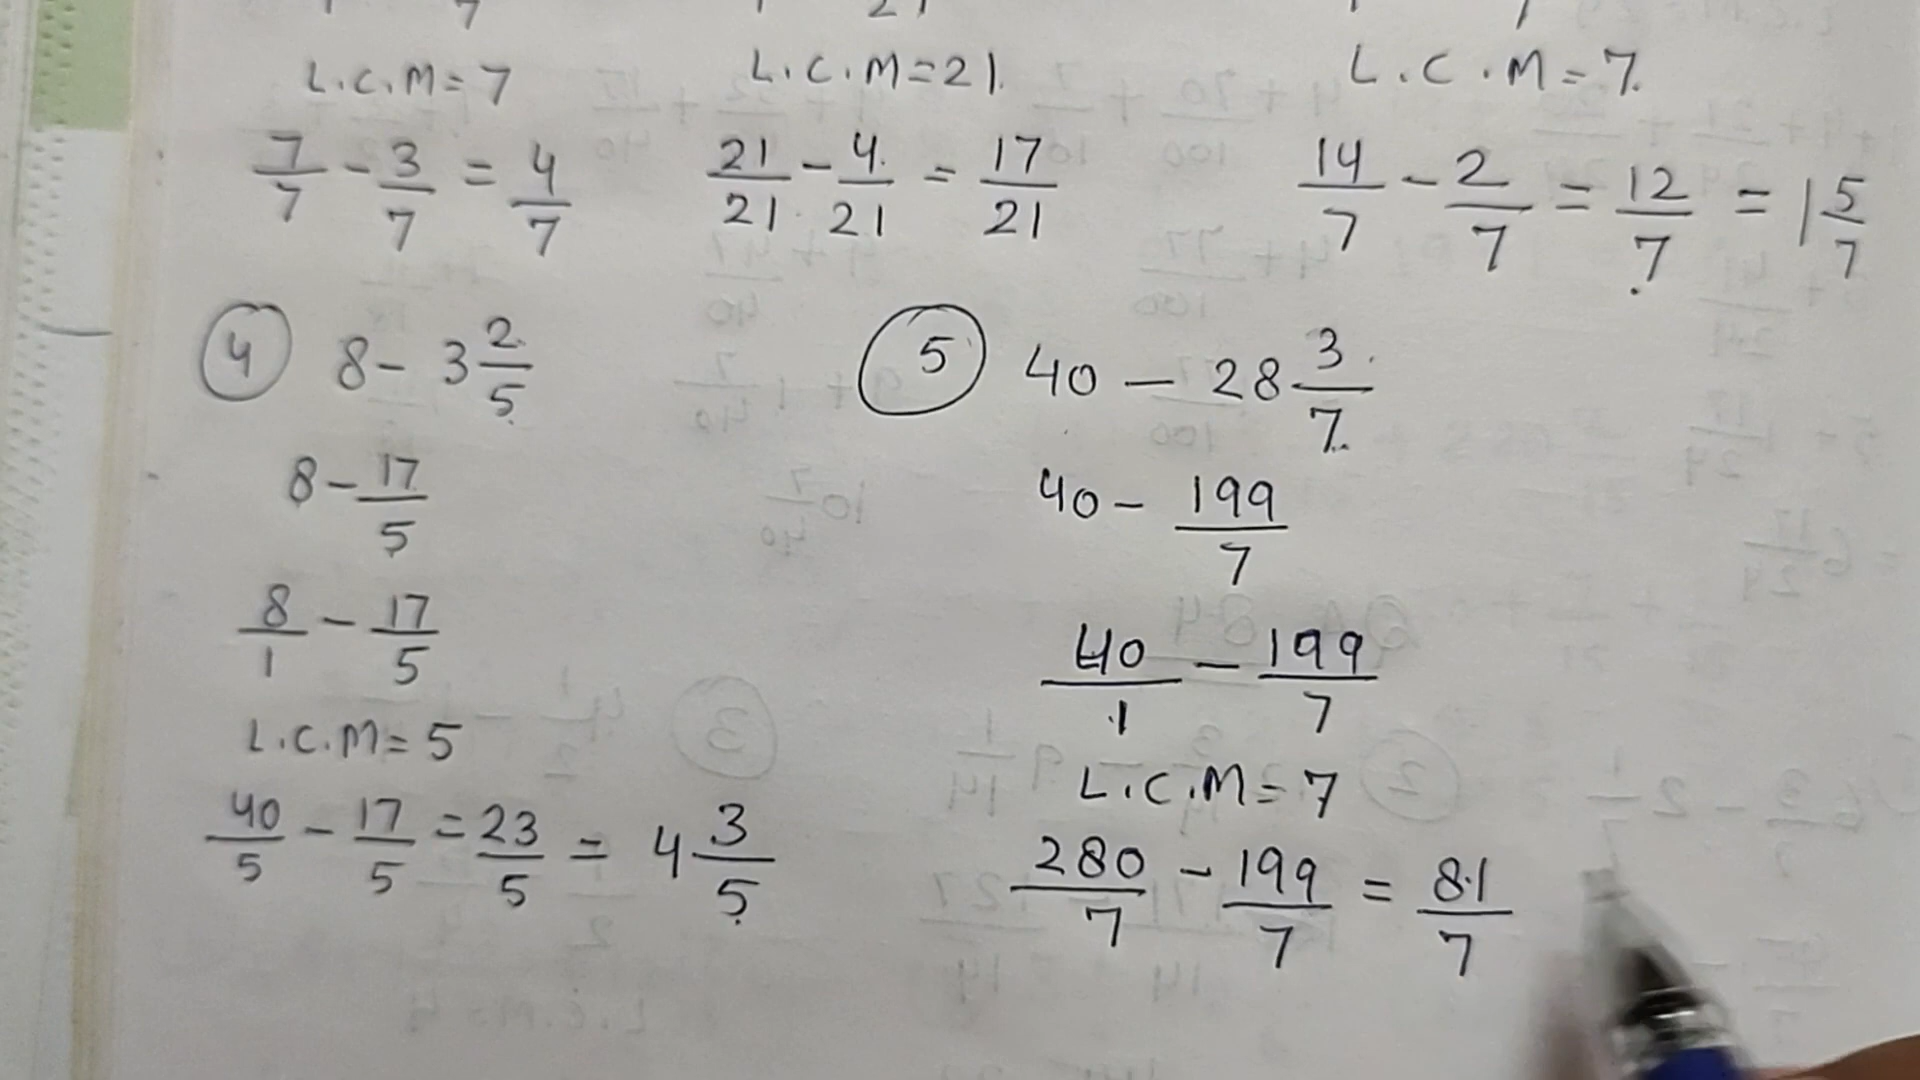 L.C.M=7
7/7 - 3/7 = 4/7
L.C.M=21
21/21 - 4/21 = 17/21
L.C.M=7
14/7 - 2/7 = 12/7 = 1 5/7
4 8 - 3 2/5
8 - 17/5
8/1 - 17/5
L.C.M=5
40/5 - 17/5 = 23/5 = 4 3/5
5 40 - 28 3/7
40 - 199/7
40/1 - 199/7
L.C.M=7
280/7 - 199/7 = 81/7